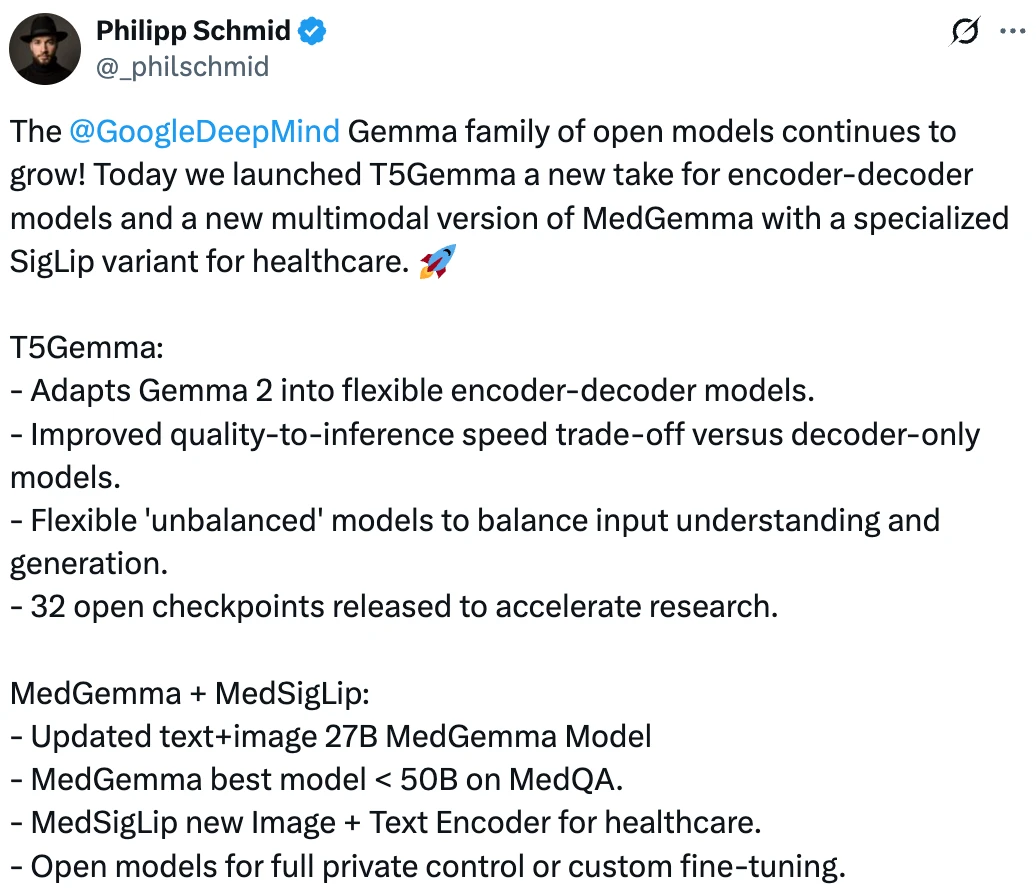 Philipp Schmid
@_philschmid
The @GoogleDeepMind Gemma family of open models continues to
grow! Today we launched T5Gemma a new take for encoder-decoder
models and a new multimodal version of MedGemma with a specialized
SigLip variant for healthcare. 🚀
T5Gemma:
- Adapts Gemma 2 into flexible encoder-decoder models.
- Improved quality-to-inference speed trade-off versus decoder-only
models.
- Flexible 'unbalanced' models to balance input understanding and
generation.
- 32 open checkpoints released to accelerate research.
MedGemma + MedSigLip:
- Updated text+image 27B MedGemma Model
- MedGemma best model < 50B on MedQA.
- MedSigLip new Image + Text Encoder for healthcare.
- Open models for full private control or custom fine-tuning.